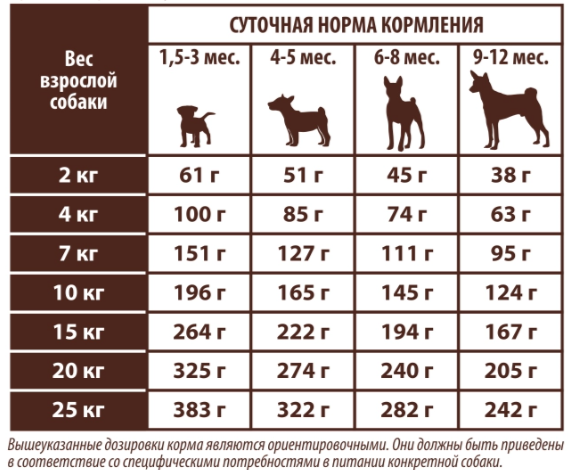 Вес
взрослой
собаки
СУТОЧНАЯ НОРМА КОРМЛЕНИЯ
1,5-3 мес. 4-5 мес. 6-8 мес. 9-12 мес.
2 кг 61 г 51 г 45 г 38 г
4 кг 100 г 85 г 74 г 63 г
7 кг 151 г 127 г 111 г 95 г
10 кг 196 г 165 г 145 г 124 г
15 кг 264 г 222 г 194 г 167 г
20 кг 325 г 274 г 240 г 205 г
25 кг 383 г 322 г 282 г 242 г
Вышеуказанные дозировки корма являются ориентировочными. Они должны быть приведены
в соответствие со специфическими потребностями в питании конкретной собаки.